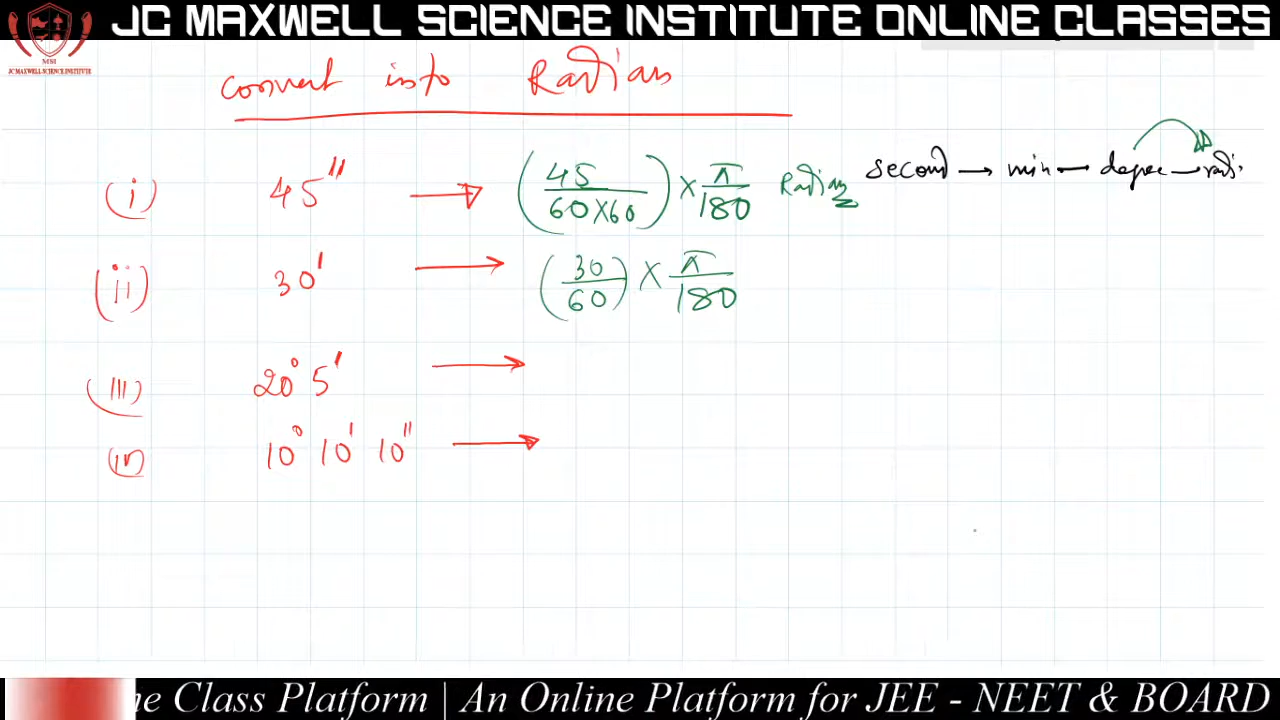 JC MAXWELL SCIENCE INSTITUTE ONLINE CLASSES
MSI
JC MAXWELL SCIENCE INSTITUTE
convert into Radian
(i) 45" → (45/60×60) × π/180 Radian
second → min → degree → radi
(ii) 30' → (30/60) × π/180
(iii) 20° 5' →
(iv) 10° 10' 10" →
ne Class Platform | An Online Platform for JEE - NEET & BOARD